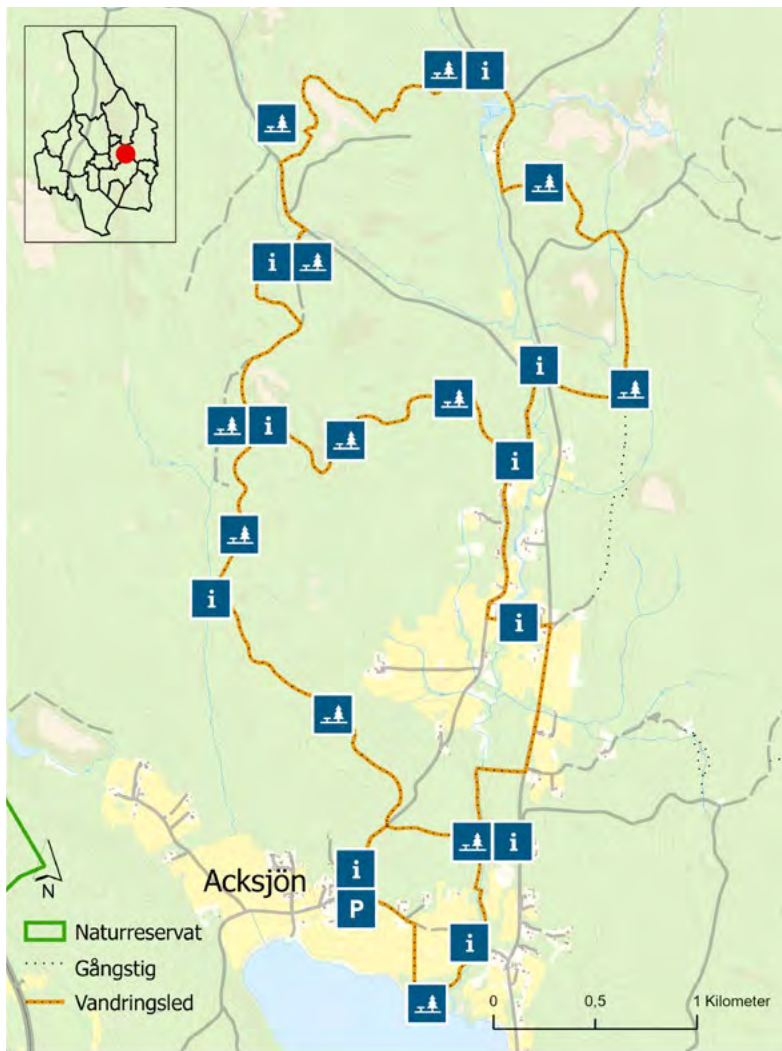 i
i
i
i
i
i
i
i
P
Acksjön
i
N
Naturreservat
Gångstig
Vandringsled
0
0,5
1 Kilometer